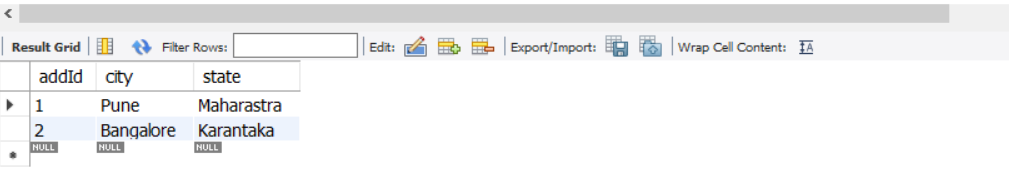 Result Grid Filter Rows: Edit: Export/Import: Wrap Cell Content: IA
addId city state
1 Pune Maharastra
2 Bangalore Karantaka
NULL NULL NULL